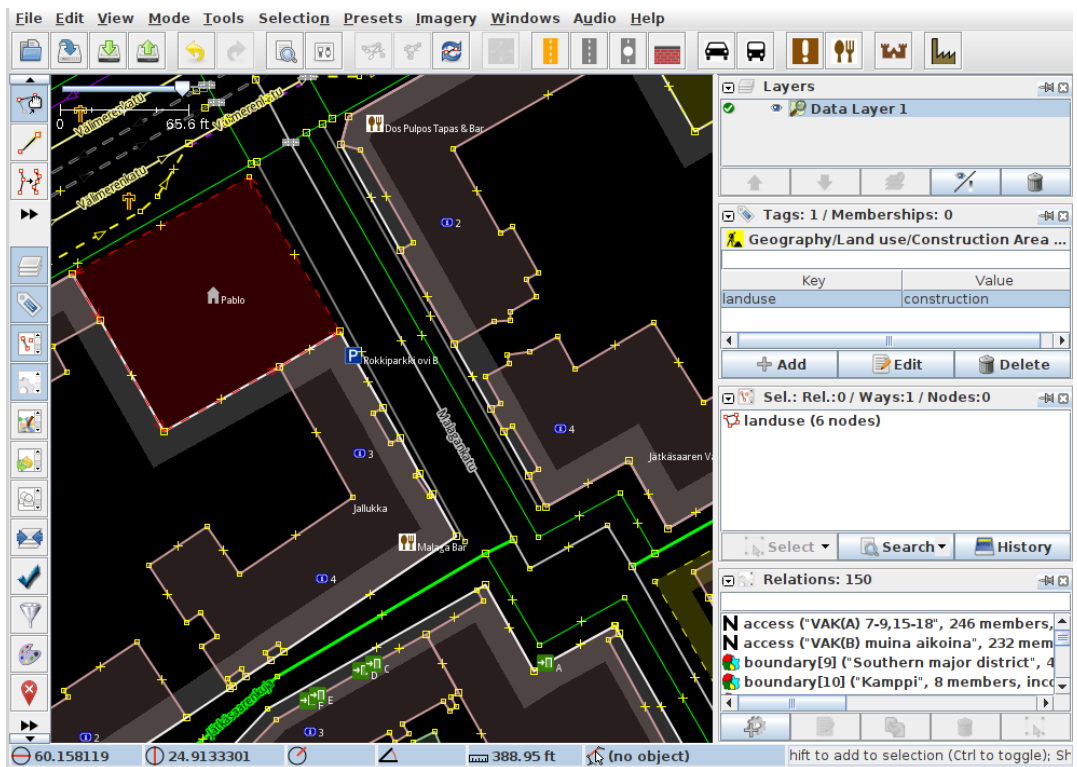 File Edit View Mode Tools Selection Presets Imagery Windows Audio Help
0 65.6 ft
Välimerenkatu
Välimerenkatu
Välimerenkatu
Dos Pulpos Tapas & Bar
2
Pablo
P Rokkiparkki ovi B
Malagankatu
4
3
Jätkäsaaren Va
Jallukka
Malaga Bar
4
A
C
D
E
F
Jätkäsaarenkuja
3
2
Layers
Data Layer 1
Tags: 1 / Memberships: 0
Geography/Land use/Construction Area ...
Key Value
landuse construction
Add Edit Delete
Sel.: Rel.:0 / Ways:1 / Nodes:0
landuse (6 nodes)
Select Search History
Relations: 150
N access ("VAK(A) 7-9,15-18", 246 members,
N access ("VAK(B) muina aikoina", 232 mem
boundary[9] ("Southern major district", 4
boundary[10] ("Kamppi", 8 members, inco
60.158119 24.9133301 388.95 ft (no object) hift to add to selection (Ctrl to toggle); Sh